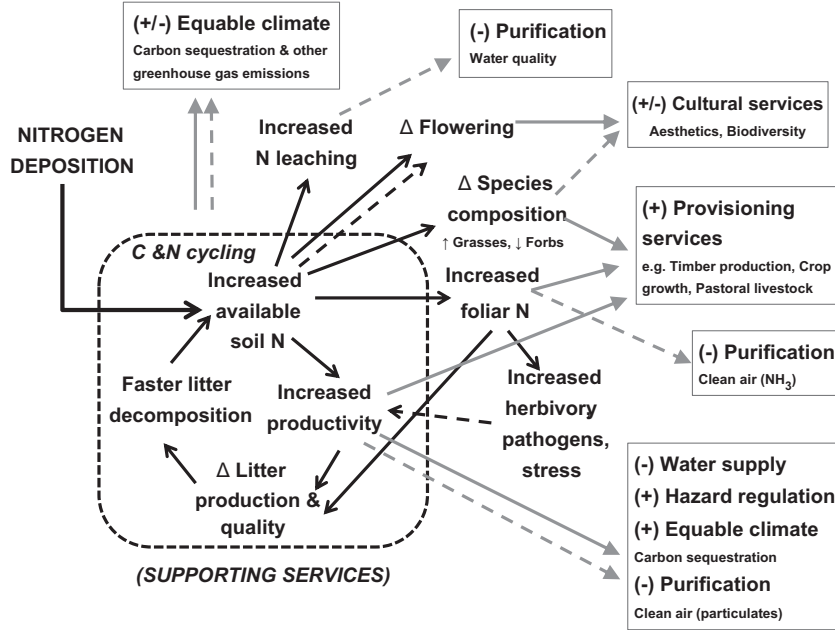 (+/-) Equable climate
Carbon sequestration & other
greenhouse gas emissions
(-) Purification
Water quality
NITROGEN
DEPOSITION
Increased
N leaching
Δ Flowering
(+/-) Cultural services
Aesthetics, Biodiversity
Δ Species
composition
↑ Grasses, ↓ Forbs
(+) Provisioning
services
e.g. Timber production, Crop
growth, Pastoral livestock
C &N cycling
Increased
available
soil N
Increased
foliar N
(-) Purification
Clean air (NH3)
Faster litter
decomposition
Increased
productivity
Increased
herbivory,
pathogens,
stress
Δ Litter
production &
quality
(-) Water supply
(+) Hazard regulation
(+) Equable climate
Carbon sequestration
(-) Purification
Clean air (particulates)
(SUPPORTING SERVICES)